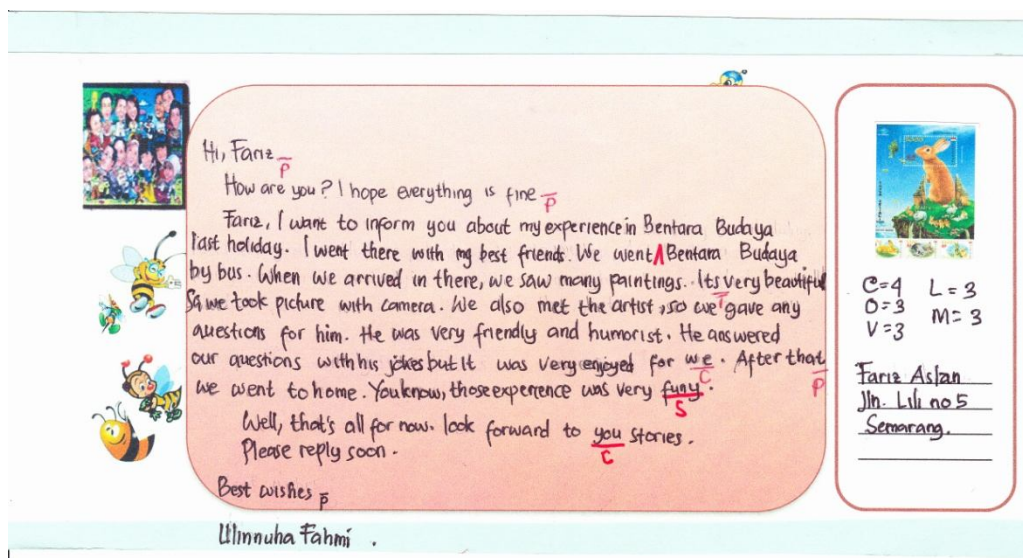 Hi, Fariz
P
How are you? I hope everything is fine
P
Fariz, I want to inform you about my experience in Bentara Budaya
last holiday. I went there with my best friends. We went Bentara Budaya
by bus. When we arrived in there, we saw many paintings. Its very beautiful
P
So, we took picture with camera. We also met the artist, so we gave any
questions for him. He was very friendly and humorist. He answered
our questions with his jokes but it was very enjoyed for we. After that
C
P
we went to home. You know, those experience was very funy.
S
Well, that's all for now. look forward to you stories.
C
Please reply soon.
Best wishes
P
Ulinnuha Fahmi.
C=4 L=3
O=3 M=3
V=3
Fariz Aslan
Jln. Lili no 5
Semarang.